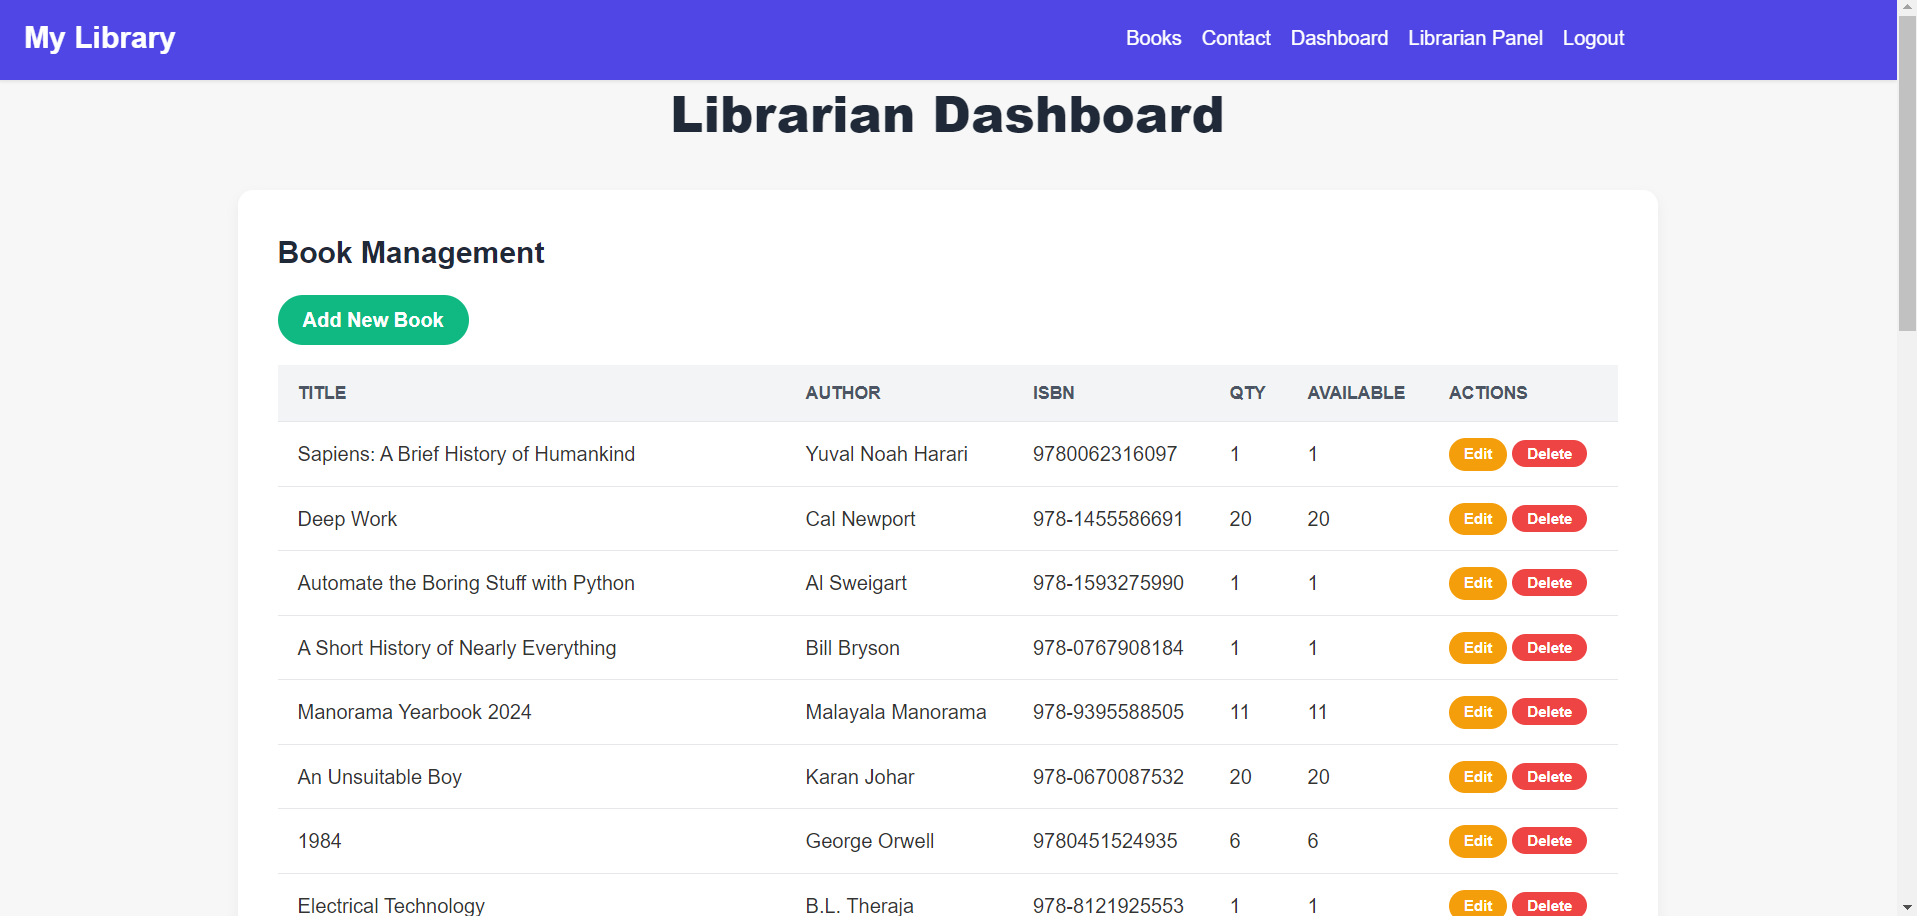 My Library Books Contact Dashboard Librarian Panel Logout
Librarian Dashboard
Book Management
Add New Book
TITLE AUTHOR ISBN QTY AVAILABLE ACTIONS
Sapiens: A Brief History of Humankind Yuval Noah Harari 9780062316097 1 1 Edit Delete
Deep Work Cal Newport 978-1455586691 20 20 Edit Delete
Automate the Boring Stuff with Python Al Sweigart 978-1593275990 1 1 Edit Delete
A Short History of Nearly Everything Bill Bryson 978-0767908184 1 1 Edit Delete
Manorama Yearbook 2024 Malayala Manorama 978-9395588505 11 11 Edit Delete
An Unsuitable Boy Karan Johar 978-0670087532 20 20 Edit Delete
1984 George Orwell 9780451524935 6 6 Edit Delete
Electrical Technology B.L. Theraja 978-8121925553 1 1 Edit Delete